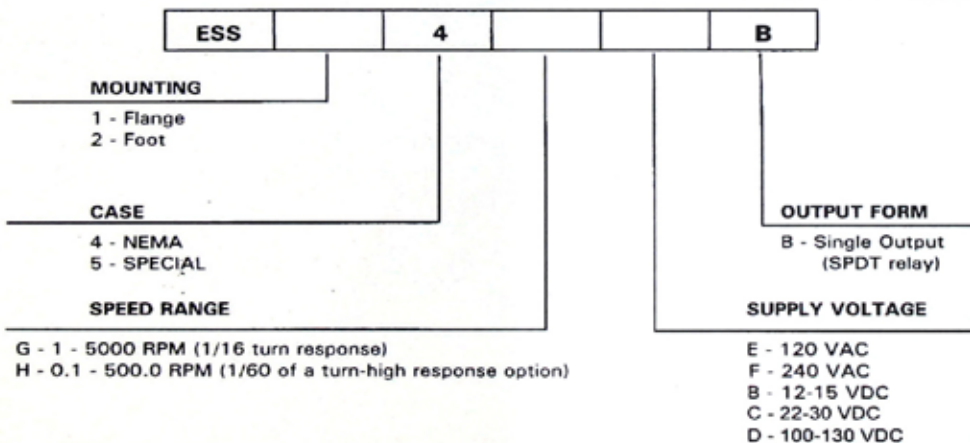 ESS 4 B
MOUNTING
1 - Flange
2 - Foot
CASE
4 - NEMA
5 - SPECIAL
OUTPUT FORM
B - Single Output
(SPDT relay)
SPEED RANGE
G - 1 - 5000 RPM (1/16 turn response)
H - 0.1 - 500.0 RPM (1/60 of a turn-high response option)
SUPPLY VOLTAGE
E - 120 VAC
F - 240 VAC
B - 12-15 VDC
C - 22-30 VDC
D - 100-130 VDC